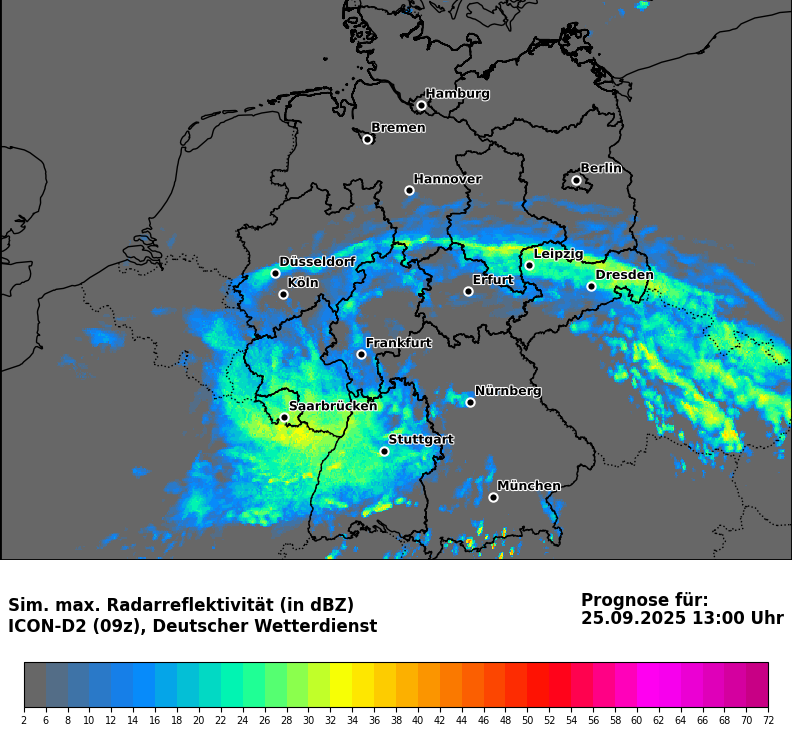 Hamburg
Bremen
Berlin
Hannover
Leipzig
Düsseldorf
Dresden
Köln
Erfurt
Frankfurt
Nürnberg
Saarbrücken
Stuttgart
München
Sim. max. Radarreflektivität (in dBZ)
ICON-D2 (09z), Deutscher Wetterdienst
Prognose für:
25.09.2025 13:00 Uhr
2 6 8 10 12 14 16 18 20 22 24 26 28 30 32 34 36 38 40 42 44 46 48 50 52 54 56 58 60 62 64 66 68 70 72